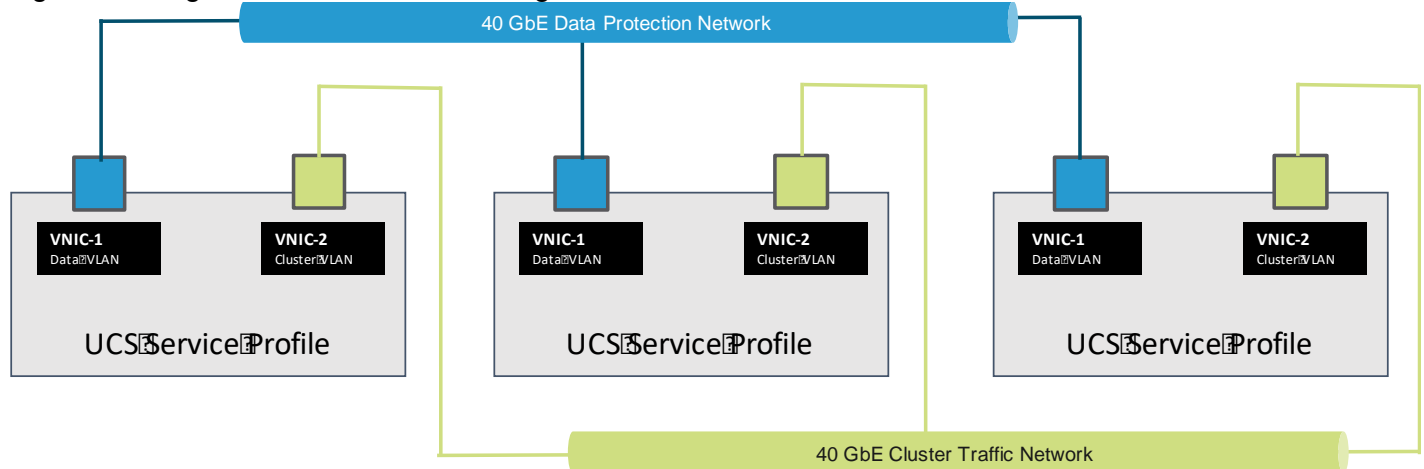 40 GbE Data Protection Network
VNIC-1
Data VLAN
VNIC-2
Cluster VLAN
VNIC-1
Data VLAN
VNIC-2
Cluster VLAN
VNIC-1
Data VLAN
VNIC-2
Cluster VLAN
UCS Service Profile
UCS Service Profile
UCS Service Profile
40 GbE Cluster Traffic Network